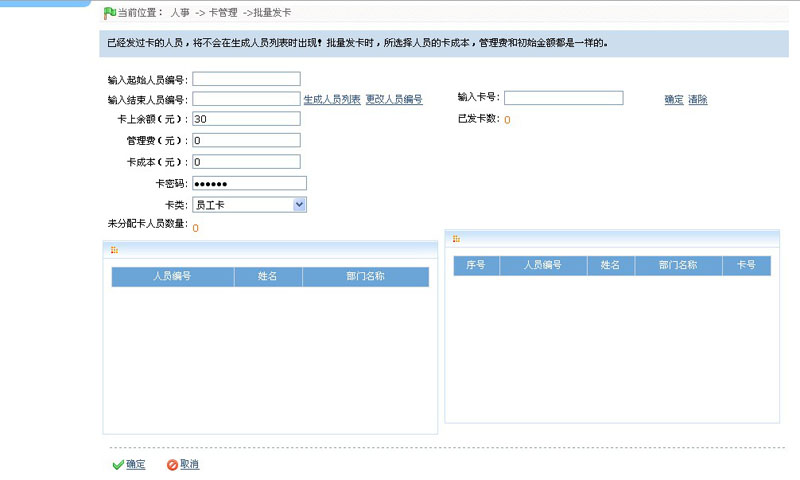 当前位置： 人事 -> 卡管理 ->批量发卡
已经发过卡的人员，将不会在生成人员列表时出现！批量发卡时，所选择人员的卡成本，管理费和初始金额都是一样的。
输入起始人员编号:
输入结束人员编号: 生成人员列表 更改人员编号
卡上余额（元）: 30
管理费（元）: 0
卡成本（元）: 0
卡密码: ●●●●●●
卡类: 员工卡
未分配卡人员数量: 0
输入卡号: 确定 清除
已发卡数: 0
人员编号 姓名 部门名称
序号 人员编号 姓名 部门名称 卡号
确定 取消